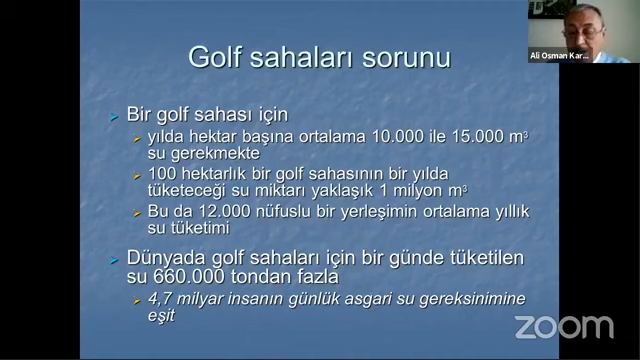 Golf sahaları sorunu
Bir golf sahası için
yılda hektar başına ortalama 10.000 ile 15.000 m³
su gerekmekte
100 hektarlık bir golf sahasının bir yılda
tüketeceği su miktarı yaklaşık 1 milyon m³
Bu da 12.000 nüfuslu bir yerleşimin ortalama yıllık
su tüketimi
Dünyada golf sahaları için bir günde tüketilen
su 660.000 tondan fazla
4,7 milyar insanın günlük asgari su gereksinimine
eşit
Ali Osman Kar...
zoom